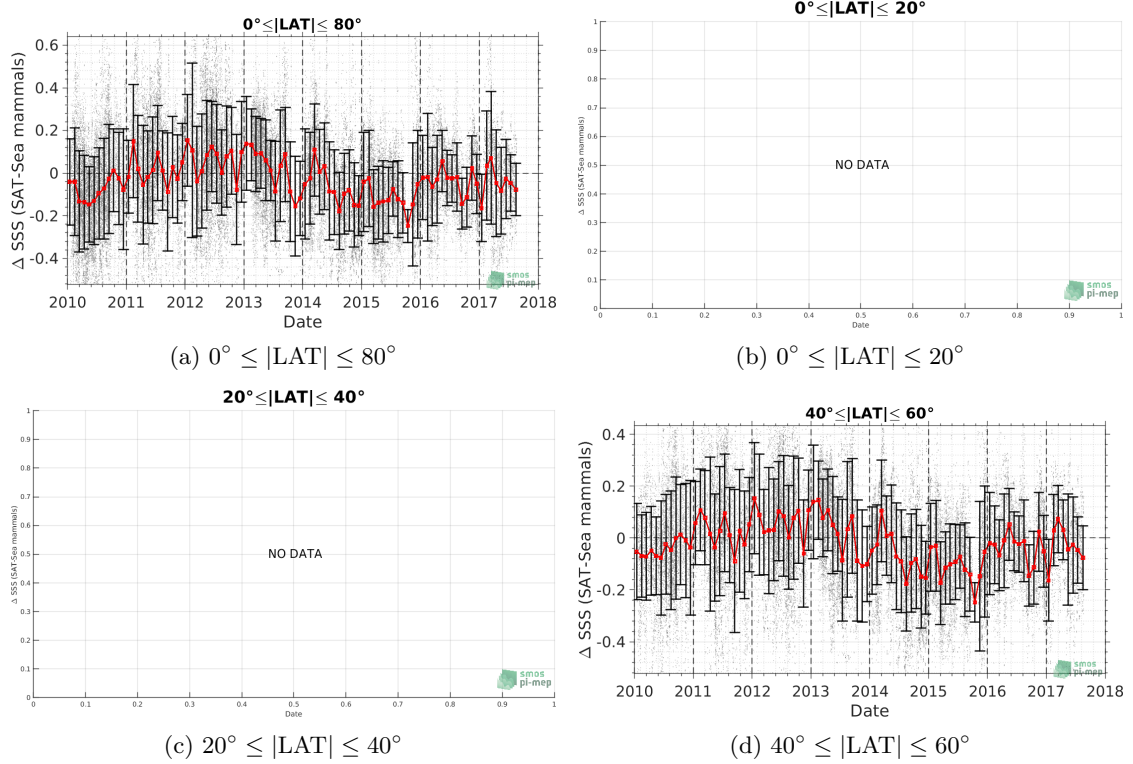 0°≤|LAT|≤ 80°
Δ SSS (SAT-Sea mammals)
0.6
0.4
0.2
0
-0.2
-0.4
2010 2011 2012 2013 2014 2015 2016 2017 2018
Date
smos
pi-mep
(a) 0° ≤ |LAT| ≤ 80°
0°≤|LAT|≤ 20°
Δ SSS (SAT-Sea mammals)
1
0.9
0.8
0.7
0.6
0.5
0.4
0.3
0.2
0.1
0
NO DATA
0 0.1 0.2 0.3 0.4 0.5 0.6 0.7 0.8 0.9 1
Date
smos
pi-mep
(b) 0° ≤ |LAT| ≤ 20°
20°≤|LAT|≤ 40°
Δ SSS (SAT-Sea mammals)
1
0.9
0.8
0.7
0.6
0.5
0.4
0.3
0.2
0.1
0
NO DATA
0 0.1 0.2 0.3 0.4 0.5 0.6 0.7 0.8 0.9 1
Date
smos
pi-mep
(c) 20° ≤ |LAT| ≤ 40°
40°≤|LAT|≤ 60°
Δ SSS (SAT-Sea mammals)
0.4
0.2
0
-0.2
-0.4
2010 2011 2012 2013 2014 2015 2016 2017 2018
Date
smos
pi-mep
(d) 40° ≤ |LAT| ≤ 60°